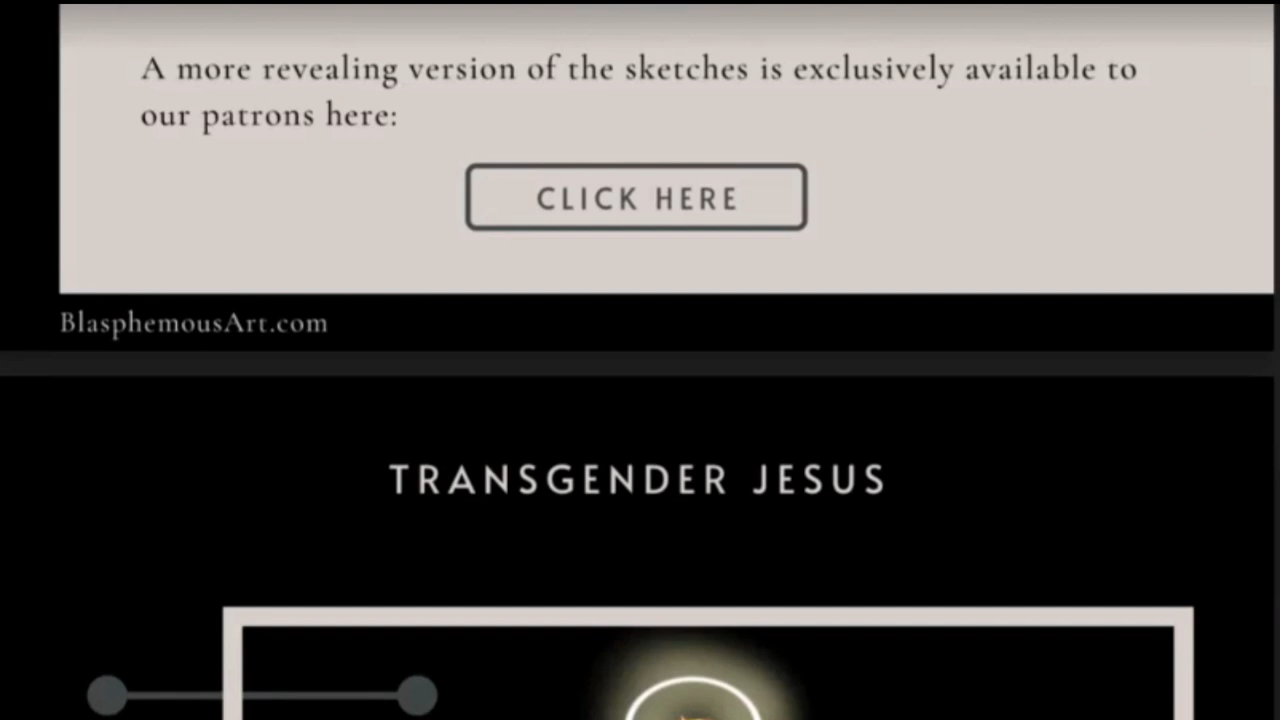 A more revealing version of the sketches is exclusively available to
our patrons here:
CLICK HERE
BlasphemousArt.com
TRANSGENDER JESUS